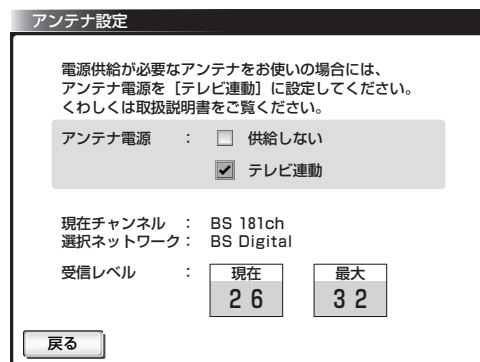 アンテナ設定
電源供給が必要なアンテナをお使いの場合には、
アンテナ電源を［テレビ連動］に設定してください。
くわしくは取扱説明書をご覧ください。
アンテナ電源 ： 供給しない
テレビ連動
現在チャンネル ： BS 181ch
選択ネットワーク： BS Digital
受信レベル ： 現在 最大
26 32
戻る